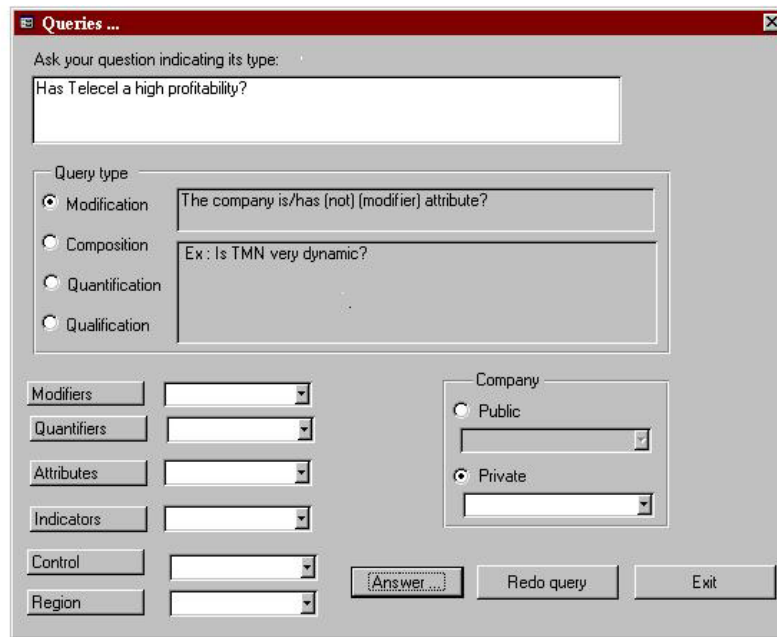 Queries ...
Ask your question indicating its type:
Has Telecel a high profitability?
Query type
Modification
The company is/has (not) (modifier) attribute?
Composition
Ex : Is TMN very dynamic?
Quantification
Qualification
Modifiers
Quantifiers
Attributes
Indicators
Control
Region
Company
Public
Private
Answer ...
Redo query
Exit